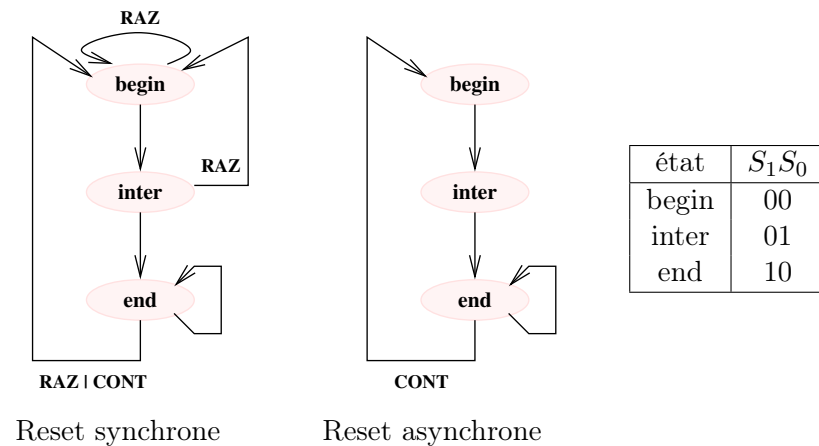 RAZ
begin
RAZ
inter
end
RAZ | CONT
Reset synchrone
begin
inter
end
CONT
Reset asynchrone
état S₁S₀
begin 00
inter 01
end 10